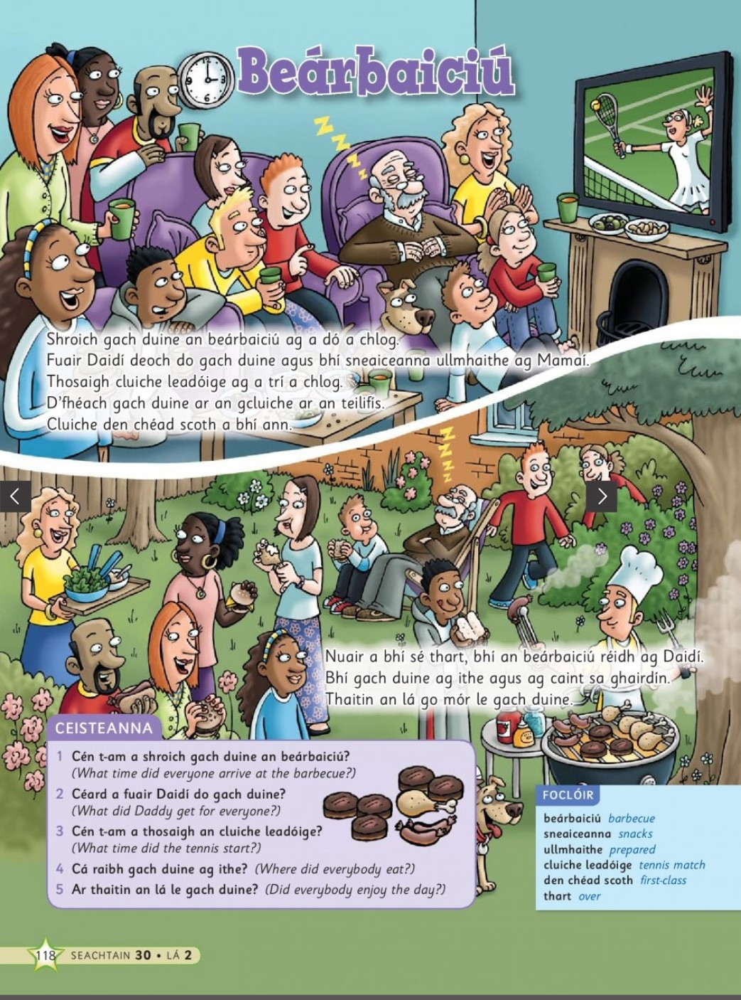 Beárbaiciú
Z Z Z Z Z
Shroich gach duine an beárbaiciú ag a dó a chlog.
Fuair Daidí deoch do gach duine agus bhí sneaiceanna ullmhaithe ag Mamaí.
Thosaigh cluiche leadóige ag a trí a chlog.
D'fhéach gach duine ar an gcluiche ar an teilifís.
Cluiche den chéad scoth a bhí ann.
Z Z Z Z Z
Nuair a bhí sé thart, bhí an beárbaiciú réidh ag Daidí.
Bhí gach duine ag ithe agus ag caint sa ghairdín.
Thaitin an lá go mór le gach duine.
CEISTEANNA
1 Cén t-am a shroich gach duine an beárbaiciú?
(What time did everyone arrive at the barbecue?)
2 Céard a fuair Daidí do gach duine?
(What did Daddy get for everyone?)
3 Cén t-am a thosaigh an cluiche leadóige?
(What time did the tennis start?)
4 Cá raibh gach duine ag ithe? (Where did everybody eat?)
5 Ar thaitin an lá le gach duine? (Did everybody enjoy the day?)
FOCLÓIR
beárbaiciú barbecue
sneaiceanna snacks
ullmhaithe prepared
cluiche leadóige tennis match
den chéad scoth first-class
thart over
118 SEACHTAIN 30 • LÁ 2